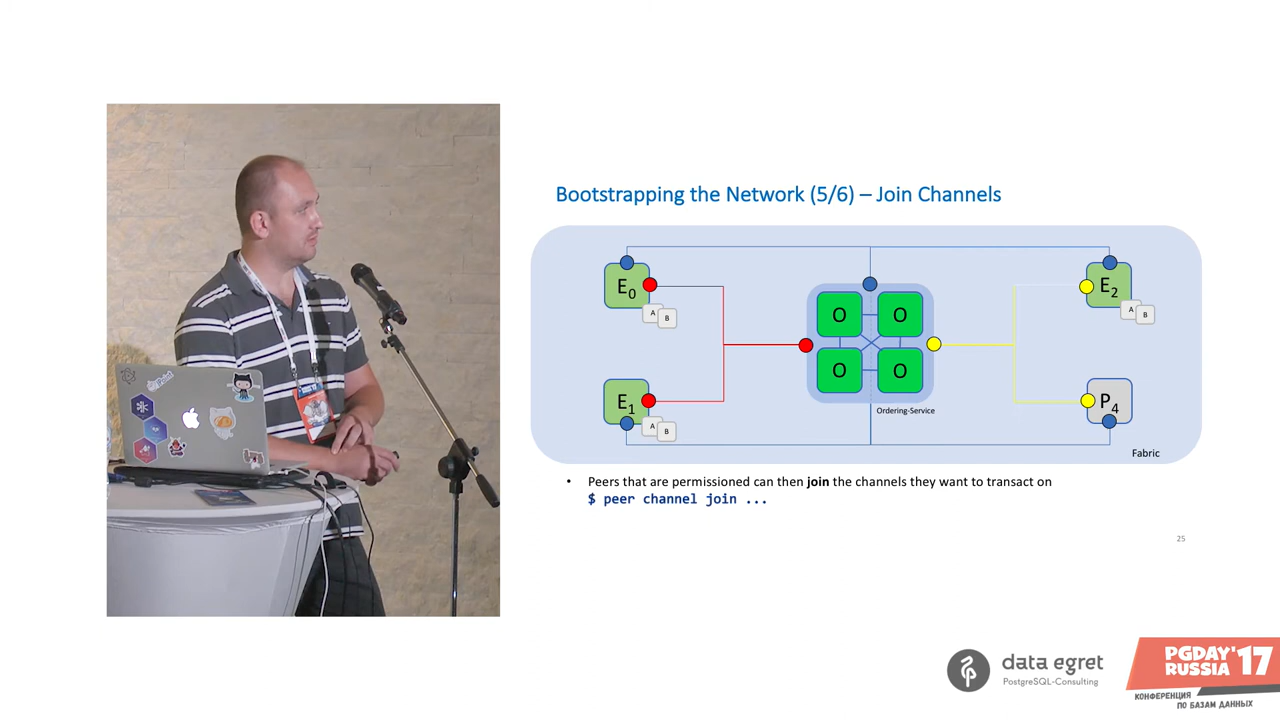 Bootstrapping the Network (5/6) – Join Channels
E0
A
B
O
O
E2
A
B
O
O
E1
A
B
P4
Ordering-Service
Fabric
• Peers that are permissioned can then join the channels they want to transact on
$ peer channel join ...
25
data egret
PostgreSQL-Consulting
PGDAY'17
RUSSIA
КОНФЕРЕНЦИЯ
ПО БАЗАМ ДАННЫХ